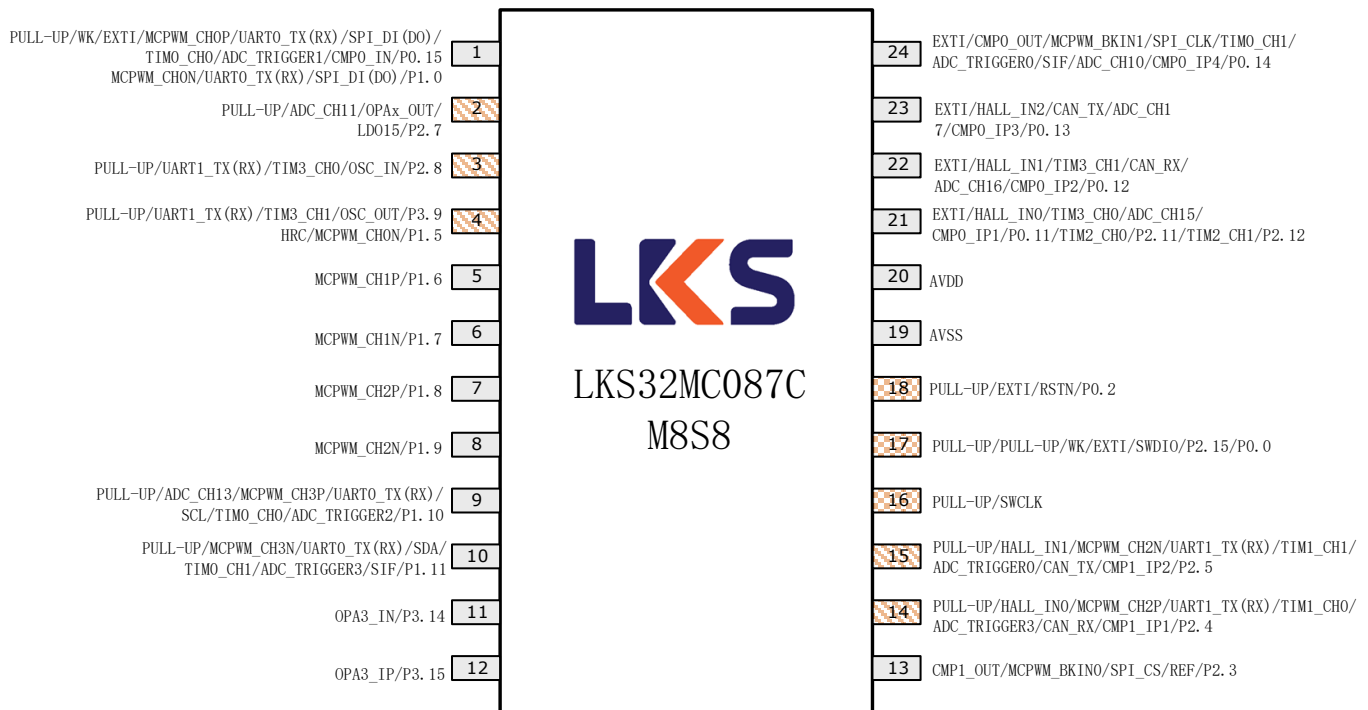 PULL-UP/WK/EXTI/MCPWM_CH0P/UART0_TX(RX)/SPI_DI(DO)/
TIM0_CH0/ADC_TRIGGER1/CMP0_IN/P0.15
MCPWM_CH0N/UART0_TX(RX)/SPI_DI(DO)/P1.0
1
PULL-UP/ADC_CH11/OPAx_OUT/
LDO15/P2.7
2
PULL-UP/UART1_TX(RX)/TIM3_CH0/OSC_IN/P2.8
3
PULL-UP/UART1_TX(RX)/TIM3_CH1/OSC_OUT/P3.9
HRC/MCPWM_CH0N/P1.5
4
MCPWM_CH1P/P1.6
5
MCPWM_CH1N/P1.7
6
MCPWM_CH2P/P1.8
7
MCPWM_CH2N/P1.9
8
PULL-UP/ADC_CH13/MCPWM_CH3P/UART0_TX(RX)/
SCL/TIM0_CH0/ADC_TRIGGER2/P1.10
9
PULL-UP/MCPWM_CH3N/UART0_TX(RX)/SDA/
TIM0_CH1/ADC_TRIGGER3/SIF/P1.11
10
OPA3_IN/P3.14
11
OPA3_IP/P3.15
12
LKS
LKS32MC087C
M8S8
24
EXTI/CMP0_OUT/MCPWM_BKIN1/SPI_CLK/TIM0_CH1/
ADC_TRIGGER0/SIF/ADC_CH10/CMP0_IP4/P0.14
23
EXTI/HALL_IN2/CAN_TX/ADC_CH1
7/CMP0_IP3/P0.13
22
EXTI/HALL_IN1/TIM3_CH1/CAN_RX/
ADC_CH16/CMP0_IP2/P0.12
21
EXTI/HALL_IN0/TIM3_CH0/ADC_CH15/
CMP0_IP1/P0.11/TIM2_CH0/P2.11/TIM2_CH1/P2.12
20
AVDD
19
AVSS
18
PULL-UP/EXTI/RSTN/P0.2
17
PULL-UP/PULL-UP/WK/EXTI/SWDIO/P2.15/P0.0
16
PULL-UP/SWCLK
15
PULL-UP/HALL_IN1/MCPWM_CH2N/UART1_TX(RX)/TIM1_CH1/
ADC_TRIGGER0/CAN_TX/CMP1_IP2/P2.5
14
PULL-UP/HALL_IN0/MCPWM_CH2P/UART1_TX(RX)/TIM1_CH0/
ADC_TRIGGER3/CAN_RX/CMP1_IP1/P2.4
13
CMP1_OUT/MCPWM_BKIN0/SPI_CS/REF/P2.3